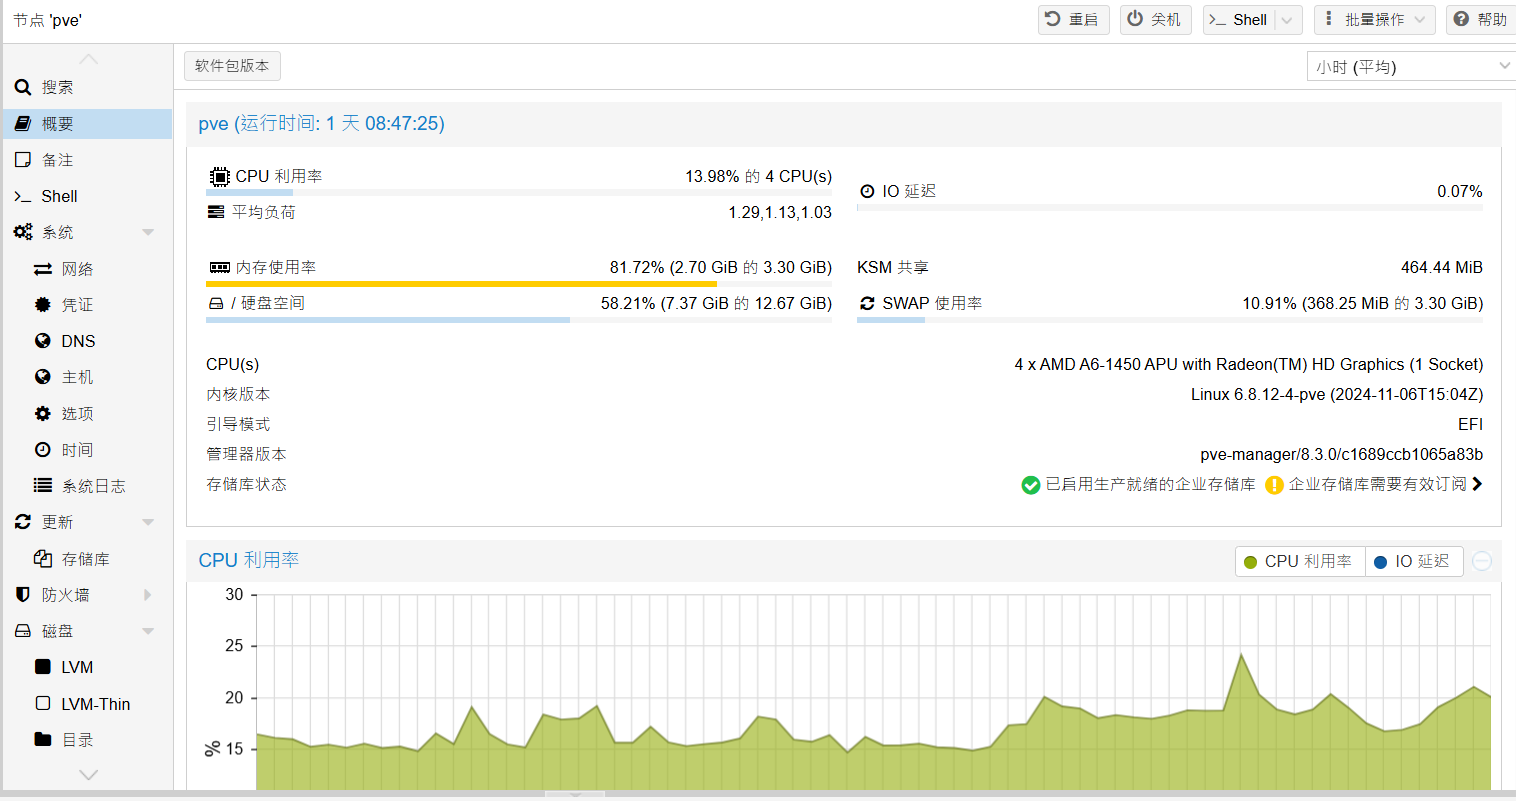 节点 'pve'
重启
关机
Shell
批量操作
帮助
搜索
概要
备注
Shell
系统
网络
凭证
DNS
主机
选项
时间
系统日志
更新
存储库
防火墙
磁盘
LVM
LVM-Thin
目录
软件包版本
小时 (平均)
pve (运行时间: 1 天 08:47:25)
CPU 利用率 13.98% 的 4 CPU(s)
IO 延迟 0.07%
平均负荷 1.29,1.13,1.03
内存使用率 81.72% (2.70 GiB 的 3.30 GiB)
KSM 共享 464.44 MiB
/ 硬盘空间 58.21% (7.37 GiB 的 12.67 GiB)
SWAP 使用率 10.91% (368.25 MiB 的 3.30 GiB)
CPU(s) 4 x AMD A6-1450 APU with Radeon(TM) HD Graphics (1 Socket)
内核版本 Linux 6.8.12-4-pve (2024-11-06T15:04Z)
引导模式 EFI
管理器版本 pve-manager/8.3.0/c1689ccb1065a83b
存储库状态 已启用生产就绪的企业存储库 企业存储库需要有效订阅
CPU 利用率
CPU 利用率
IO 延迟
30
25
20
15
%